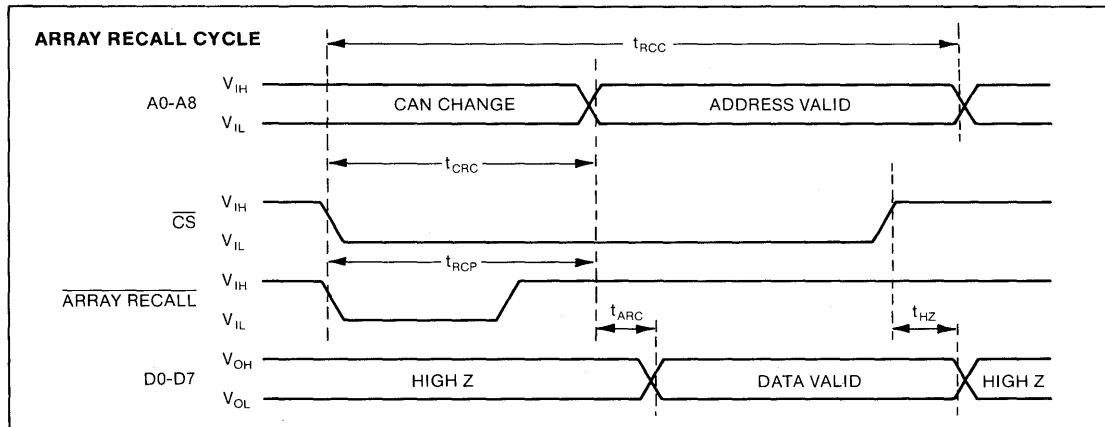 ARRAY RECALL CYCLE
tRCC
A0-A8
VIH
CAN CHANGE
ADDRESS VALID
VIL
tCRC
CS
VIH
VIL
tRCP
ARRAY RECALL
VIH
VIL
tARC
tHZ
D0-D7
VOH
HIGH Z
DATA VALID
HIGH Z
VOL